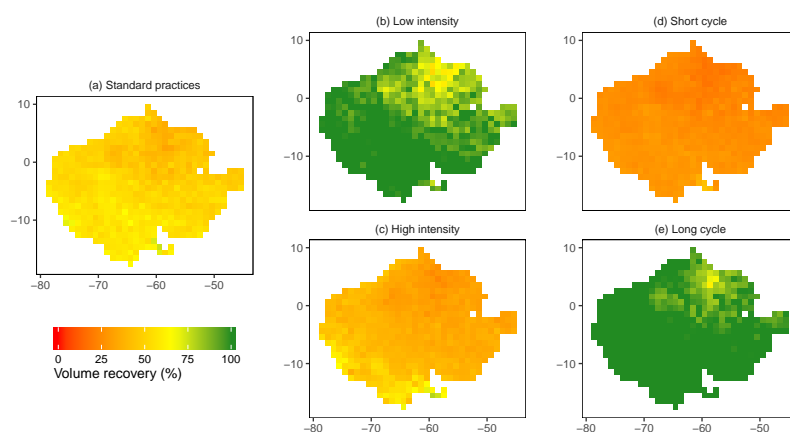 (a) Standard practices
10
0
−10
−80 −70 −60 −50
0 25 50 75 100
Volume recovery (%)
(b) Low intensity
10
0
−10
(c) High intensity
10
0
−10
−80 −70 −60 −50
(d) Short cycle
10
0
−10
(e) Long cycle
10
0
−10
−80 −70 −60 −50